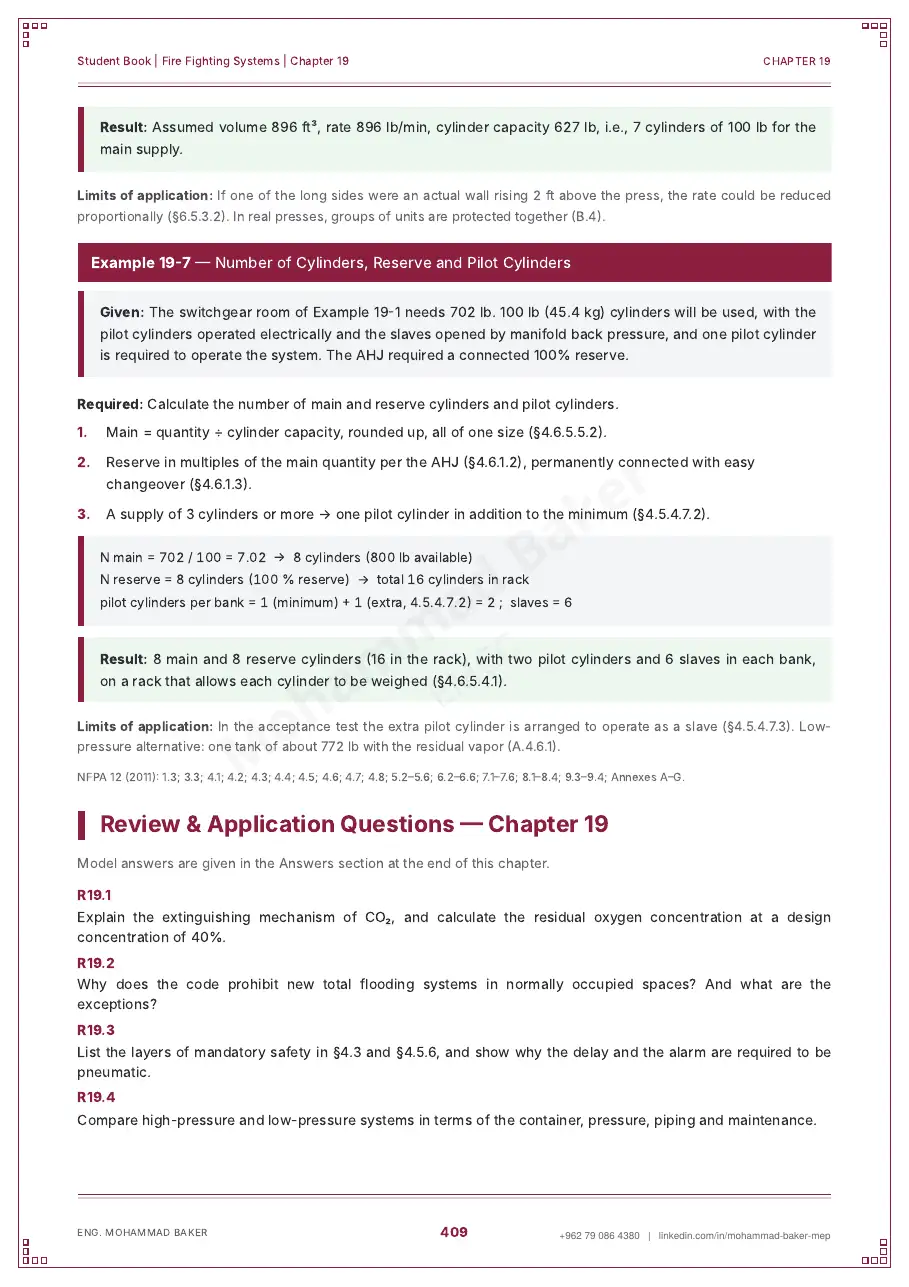 Student Book | Fire Fighting Systems | Chapter 19
CHAPTER 19
Result: Assumed volume 896 ft³, rate 896 lb/min, cylinder capacity 627 lb, i.e., 7 cylinders of 100 lb for the
main supply.
Limits of application: If one of the long sides were an actual wall rising 2 ft above the press, the rate could be reduced
proportionally (§6.5.3.2). In real presses, groups of units are protected together (B.4).
Example 19-7 — Number of Cylinders, Reserve and Pilot Cylinders
Given: The switchgear room of Example 19-1 needs 702 lb. 100 lb (45.4 kg) cylinders will be used, with the
pilot cylinders operated electrically and the slaves opened by manifold back pressure, and one pilot cylinder
is required to operate the system. The AHJ required a connected 100% reserve.
Required: Calculate the number of main and reserve cylinders and pilot cylinders.
1. Main = quantity ÷ cylinder capacity, rounded up, all of one size (§4.6.5.5.2).
2. Reserve in multiples of the main quantity per the AHJ (§4.6.1.2), permanently connected with easy
changeover (§4.6.1.3).
3. A supply of 3 cylinders or more → one pilot cylinder in addition to the minimum (§4.5.4.7.2).
N main = 702 / 100 = 7.02 → 8 cylinders (800 lb available)
N reserve = 8 cylinders (100 % reserve) → total 16 cylinders in rack
pilot cylinders per bank = 1 (minimum) + 1 (extra, 4.5.4.7.2) = 2 ; slaves = 6
Result: 8 main and 8 reserve cylinders (16 in the rack), with two pilot cylinders and 6 slaves in each bank,
on a rack that allows each cylinder to be weighed (§4.6.5.4.1).
Limits of application: In the acceptance test the extra pilot cylinder is arranged to operate as a slave (§4.5.4.7.3). Low-
pressure alternative: one tank of about 772 lb with the residual vapor (A.4.6.1).
NFPA 12 (2011): 1.3; 3.3; 4.1; 4.2; 4.3; 4.4; 4.5; 4.6; 4.7; 4.8; 5.2–5.6; 6.2–6.6; 7.1–7.6; 8.1–8.4; 9.3–9.4; Annexes A–G.
Mohammad Baker
Review & Application Questions — Chapter 19
Model answers are given in the Answers section at the end of this chapter.
R19.1
Explain the extinguishing mechanism of CO₂, and calculate the residual oxygen concentration at a design
concentration of 40%.
R19.2
Why does the code prohibit new total flooding systems in normally occupied spaces? And what are the
exceptions?
R19.3
List the layers of mandatory safety in §4.3 and §4.5.6, and show why the delay and the alarm are required to be
pneumatic.
R19.4
Compare high-pressure and low-pressure systems in terms of the container, pressure, piping and maintenance.
ENG. MOHAMMAD BAKER
409
+962 79 086 4380 | linkedin.com/in/mohammad-baker-mep